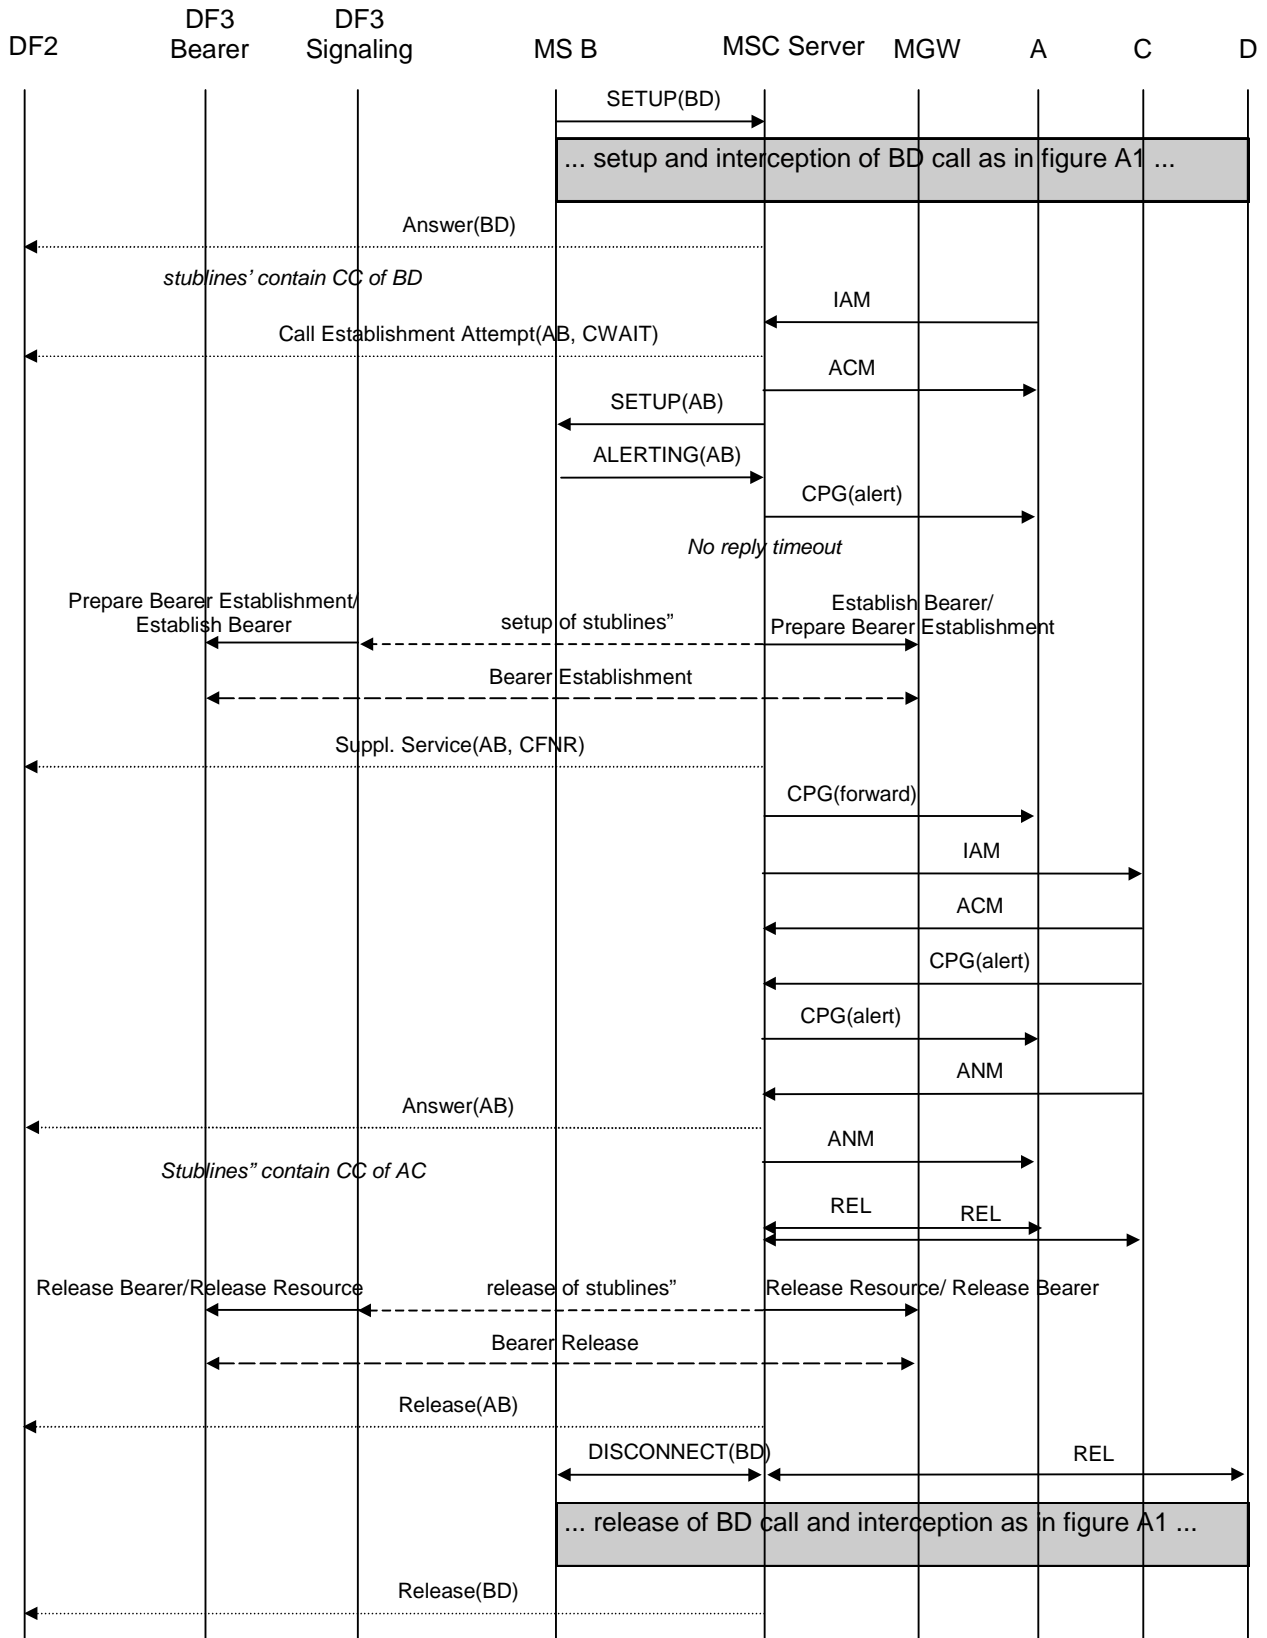 DF2
DF3
Bearer
DF3
Signaling
MS B
MSC Server
MGW
A
C
D
SETUP(BD)
... setup and interception of BD call as in figure A1 ...
Answer(BD)
stublines’ contain CC of BD
IAM
Call Establishment Attempt(AB, CWAIT)
ACM
SETUP(AB)
ALERTING(AB)
CPG(alert)
No reply timeout
Prepare Bearer Establishment/
Establish Bearer
setup of stublines”
Establish Bearer/
Prepare Bearer Establishment
Bearer Establishment
Suppl. Service(AB, CFNR)
CPG(forward)
IAM
ACM
CPG(alert)
CPG(alert)
ANM
Answer(AB)
ANM
Stublines” contain CC of AC
REL
REL
Release Bearer/Release Resource
release of stublines”
Release Resource/ Release Bearer
Bearer Release
Release(AB)
DISCONNECT(BD)
REL
... release of BD call and interception as in figure A1 ...
Release(BD)